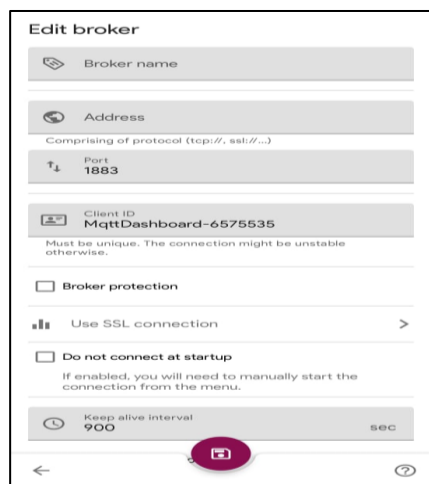 Edit broker
Broker name
Address
Comprising of protocol (tcp://, ssl://...)
Port
1883
Client ID
MqttDashboard-6575535
Must be unique. The connection might be unstable
otherwise.
Broker protection
Use SSL connection
Do not connect at startup
If enabled, you will need to manually start the
connection from the menu.
Keep alive interval
900
sec